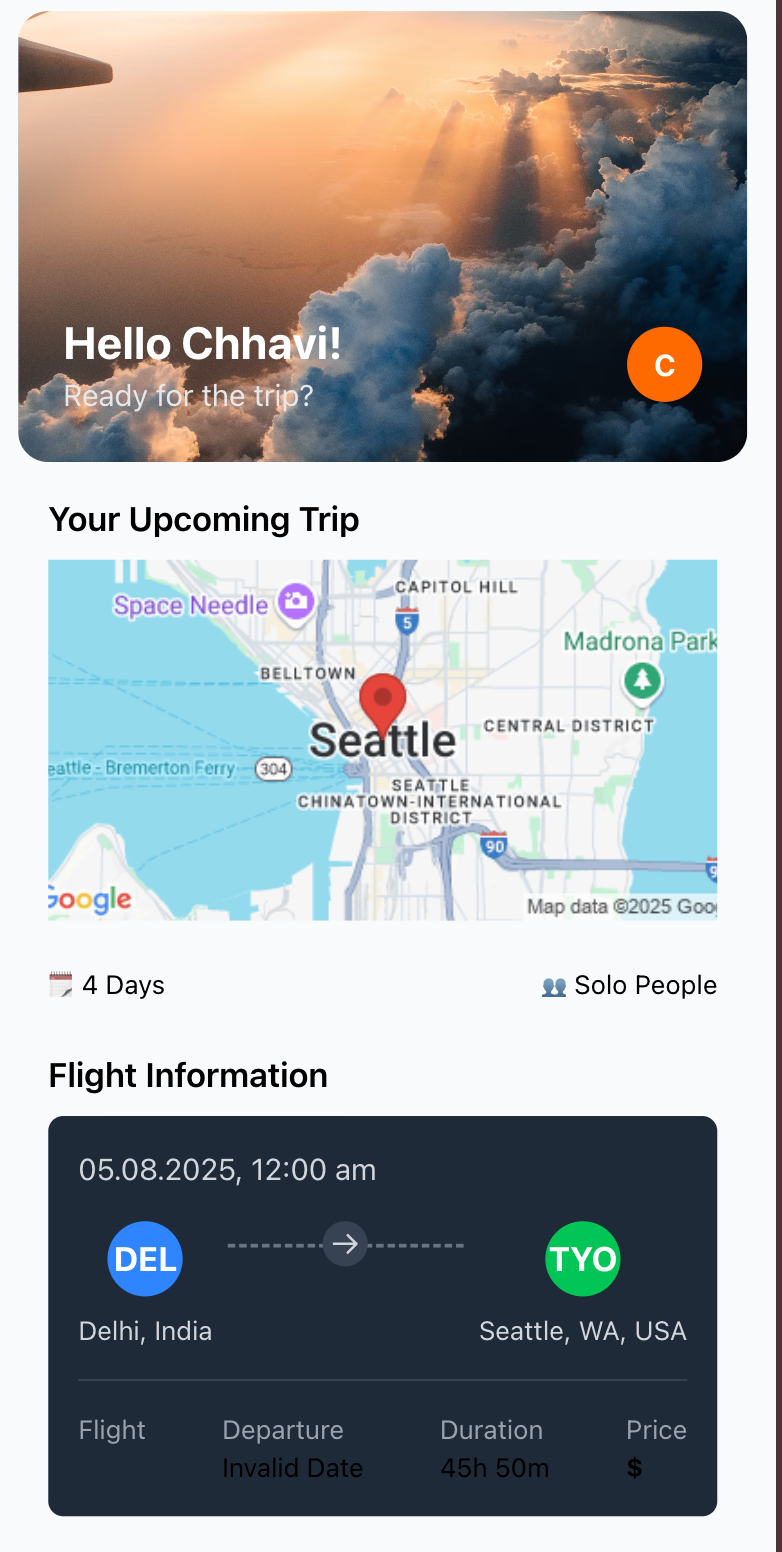 Hello Chhavi!
Ready for the trip?
C
Your Upcoming Trip
CAPITOL HILL
Space Needle
5
Madrona Park
BELLTOWN
CENTRAL DISTRICT
Seattle
eattle - Bremerton Ferry
304
SEATTLE
CHINATOWN-INTERNATIONAL
DISTRICT
90
9
Google
Map data ©2025 Goo
4 Days
Solo People
Flight Information
05.08.2025, 12:00 am
DEL
TYO
Delhi, India
Seattle, WA, USA
Flight Departure Duration Price
Invalid Date 45h 50m $